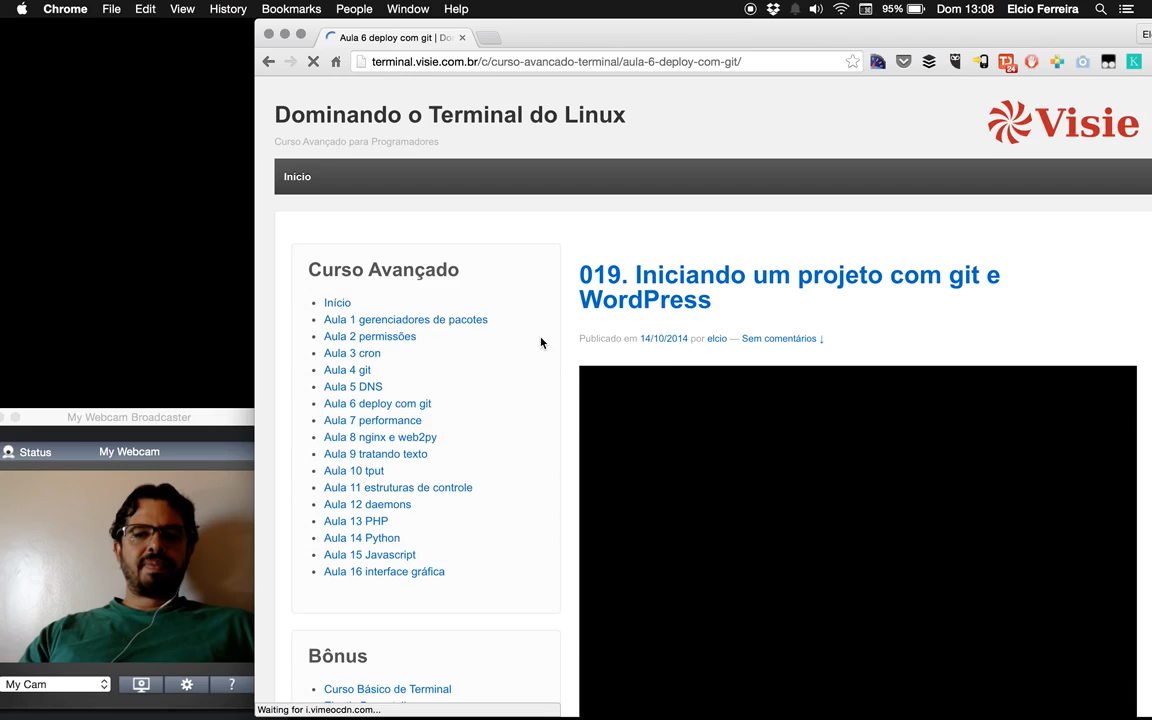 Chrome File Edit View History Bookmarks People Window Help 95% Dom 13:08 Elcio Ferreira
Aula 6 deploy com git | Do
El
terminal.visie.com.br/c/curso-avancado-terminal/aula-6-deploy-com-git/
24
K
Dominando o Terminal do Linux
Visie
Curso Avançado para Programadores
Início
Curso Avançado
Início
Aula 1 gerenciadores de pacotes
Aula 2 permissões
Aula 3 cron
Aula 4 git
Aula 5 DNS
Aula 6 deploy com git
Aula 7 performance
Aula 8 nginx e web2py
Aula 9 tratando texto
Aula 10 tput
Aula 11 estruturas de controle
Aula 12 daemons
Aula 13 PHP
Aula 14 Python
Aula 15 Javascript
Aula 16 interface gráfica
Bônus
Curso Básico de Terminal
019. Iniciando um projeto com git e
WordPress
Publicado em 14/10/2014 por elcio — Sem comentários ↓
My Webcam Broadcaster
Status My Webcam
My Cam ?
Waiting for i.vimeocdn.com...